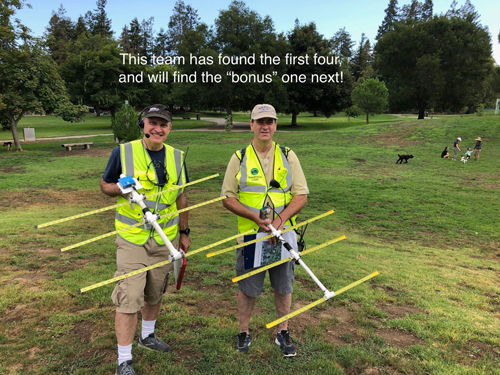 This team has found the first four,
and will find the “bonus” one next!